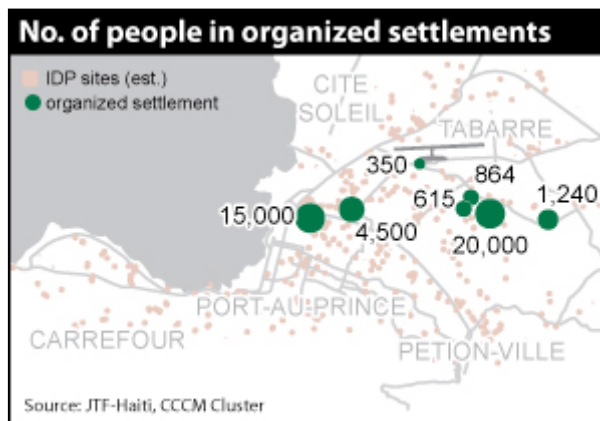 No. of people in organized settlements
IDP sites (est.)
organized settlement
CITE
SOLEIL
TABARRE
350
864
615
1,240
15,000
4,500
20,000
PORT-AU-PRINCE
CARREFOUR
PETION-VILLE
Source: JTF-Haiti, CCCM Cluster